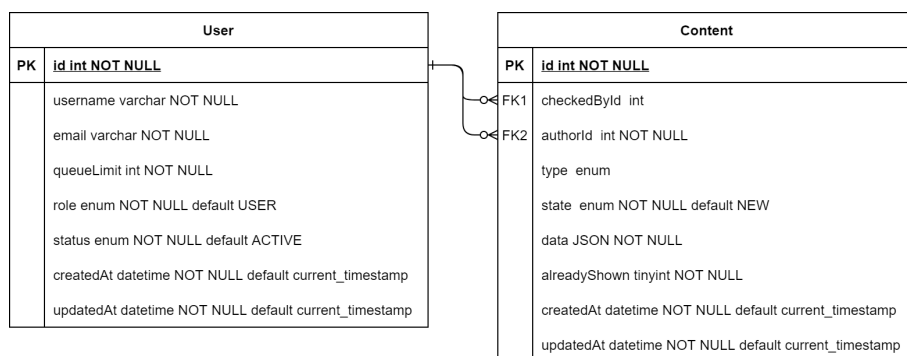 User
PK id int NOT NULL
username varchar NOT NULL
email varchar NOT NULL
queueLimit int NOT NULL
role enum NOT NULL default USER
status enum NOT NULL default ACTIVE
createdAt datetime NOT NULL default current_timestamp
updatedAt datetime NOT NULL default current_timestamp
Content
PK id int NOT NULL
FK1 checkedById int
FK2 authorId int NOT NULL
type enum
state enum NOT NULL default NEW
data JSON NOT NULL
alreadyShown tinyint NOT NULL
createdAt datetime NOT NULL default current_timestamp
updatedAt datetime NOT NULL default current_timestamp